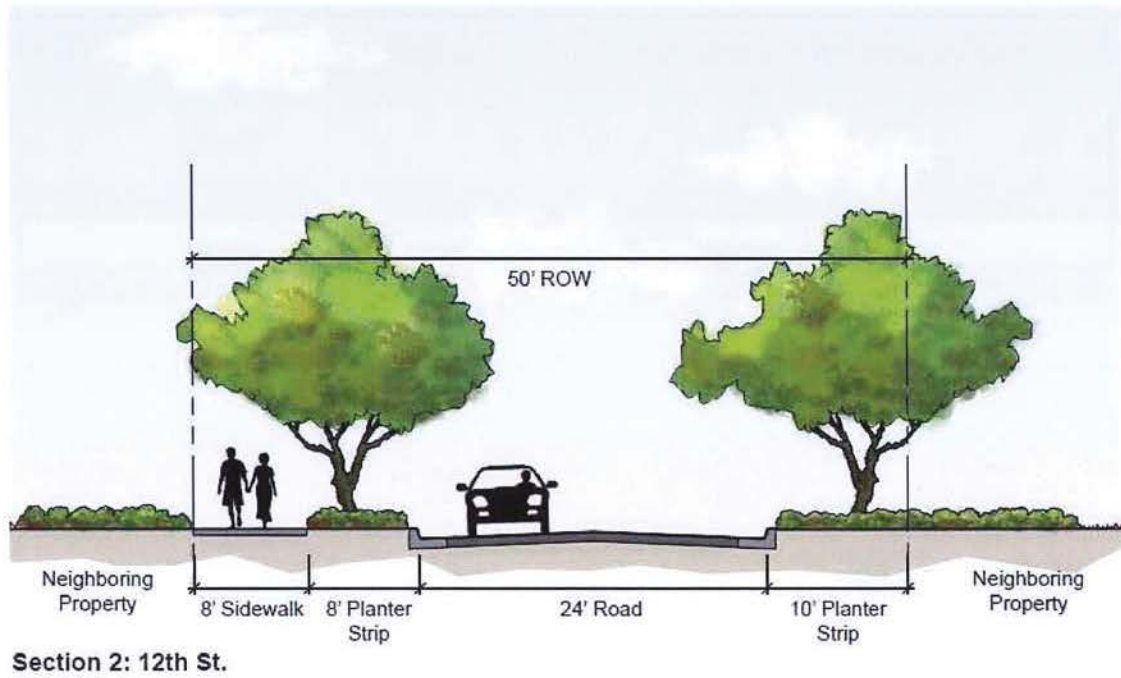 50' ROW
Neighboring
Property
8' Sidewalk
8' Planter
Strip
24' Road
10' Planter
Strip
Neighboring
Property
Section 2: 12th St.